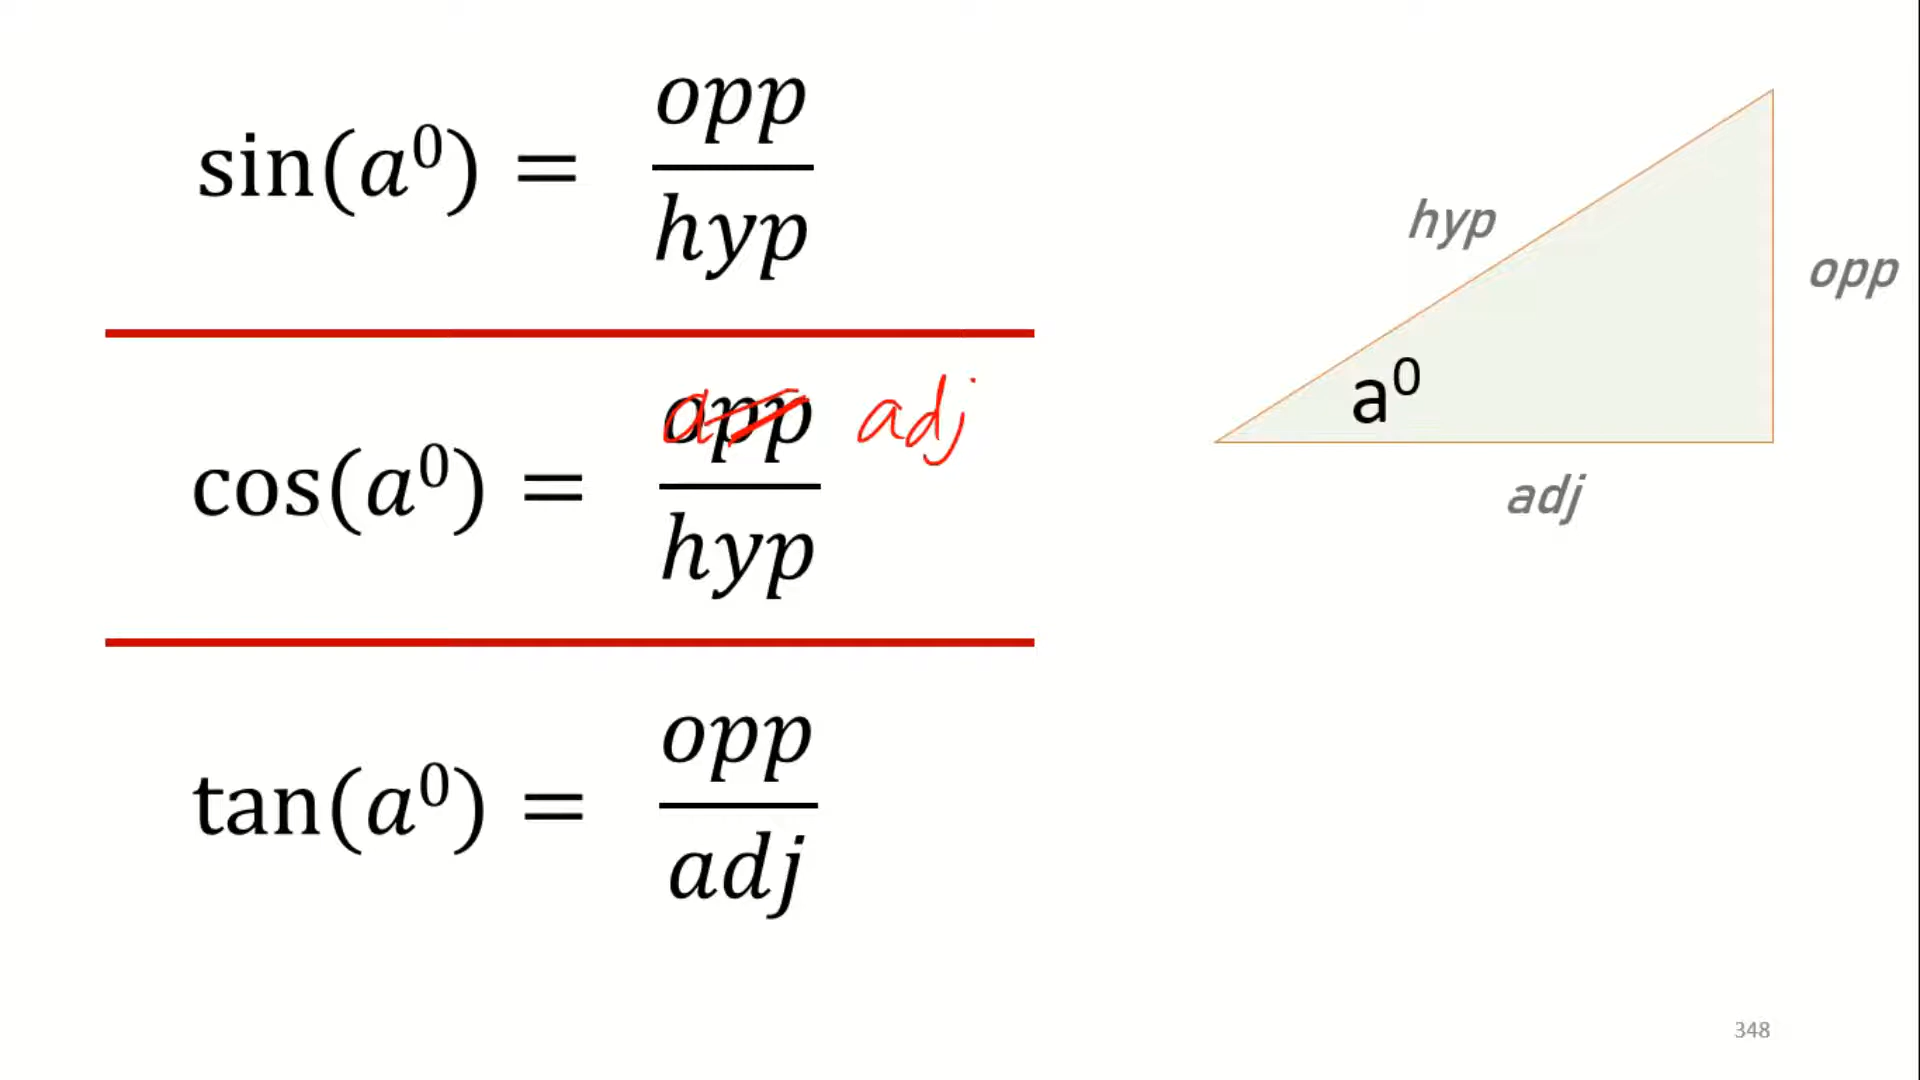 sin(a⁰) = opp
hyp
cos(a⁰) = opp adj
hyp
tan(a⁰) = opp
adj
hyp
opp
a⁰
adj
348